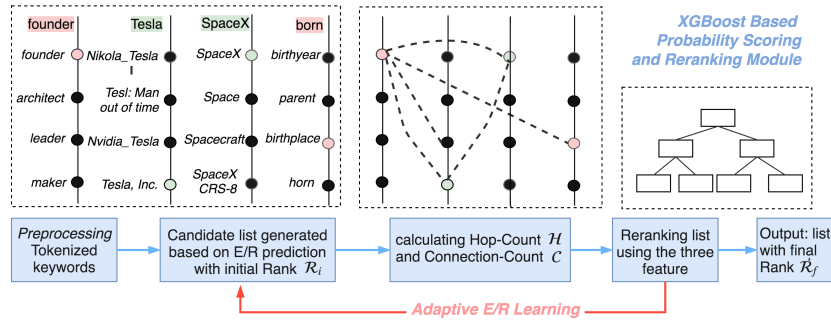 founder
Tesla
SpaceX
born
founder
Nikola_Tesla
SpaceX
birthyear
architect
Tesl: Man
out of time
Space
parent
leader
Nvidia_Tesla
Spacecraft
birthplace
maker
Tesla, Inc.
SpaceX
CRS-8
horn
XGBoost Based
Probability Scoring
and Reranking Module
Preprocessing
Tokenized
keywords
Candidate list generated
based on E/R prediction
with initial Rank ℛᵢ
calculating Hop-Count ℋ
and Connection-Count 𝒞
Reranking list
using the three
feature
Output: list
with final
Rank ℛ_f
Adaptive E/R Learning